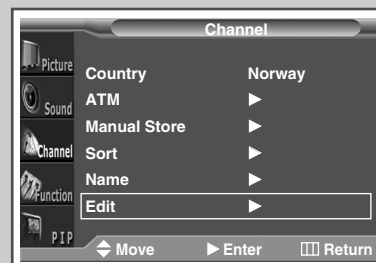 Channel
Picture
Sound
Channel
Function
PIP
Country Norway
ATM
Manual Store
Sort
Name
Edit
Move Enter Return